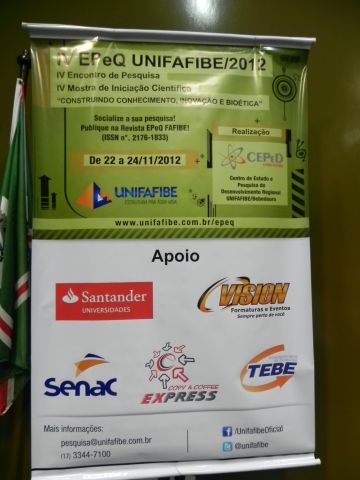 IV EPeQ UNIFAFIBE/2012
IV Encontro de Pesquisa
IV Mostra de Iniciação Científica
"CONSTRUINDO CONHECIMENTO, INOVAÇÃO E BIOÉTICA"
Socialize a sua pesquisa!
Publique na Revista EPeQ FAFIBE!
(ISSN nº. 2176-1833)
De 22 a 24/11/2012
UNIFAFIBE
ESTRUTURA PRA TODA VIDA
Realização
CEPeD
Centro de Estudo e
Pesquisa do
Desenvolvimento Regional
UNIFAFIBE/Bebedouro
www.unifafibe.com.br/epeq
Apoio
Santander
UNIVERSIDADES
VISION
Formaturas e Eventos
Sempre perto de você
Senac
COPY & COFFEE
EXPRESS
TEBE
Mais informações:
pesquisa@unifafibe.com.br
(17) 3344-7100
/UnifafibeOficial
@unifafibe